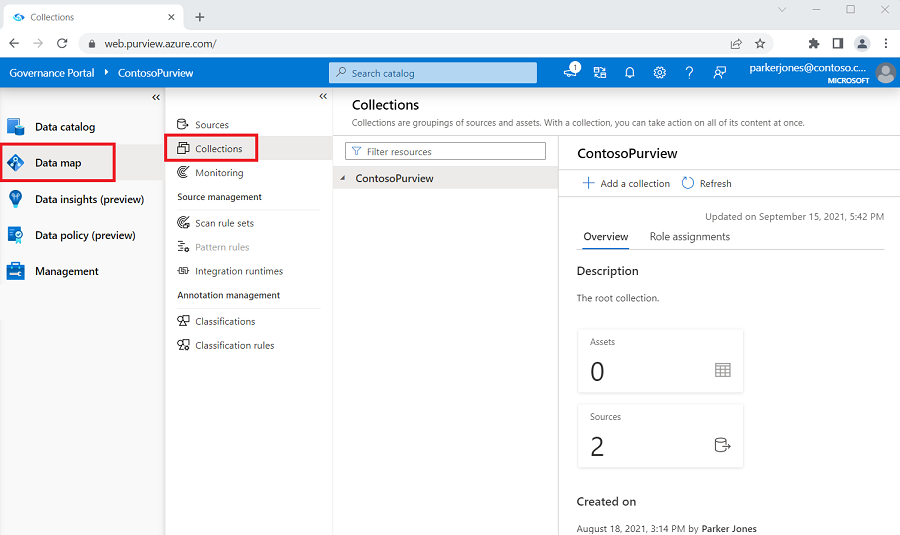 Collections
web.purview.azure.com/
Governance Portal
ContosoPurview
Search catalog
1
parkerjones@contoso.c...
MICROSOFT
Data catalog
Data map
Data insights (preview)
Data policy (preview)
Management
Sources
Collections
Monitoring
Source management
Scan rule sets
Pattern rules
Integration runtimes
Annotation management
Classifications
Classification rules
Collections
Collections are groupings of sources and assets. With a collection, you can take action on all of its content at once.
Filter resources
ContosoPurview
ContosoPurview
Add a collection
Refresh
Updated on September 15, 2021, 5:42 PM
Overview
Role assignments
Description
The root collection.
Assets
0
Sources
2
Created on
August 18, 2021, 3:14 PM by Parker Jones